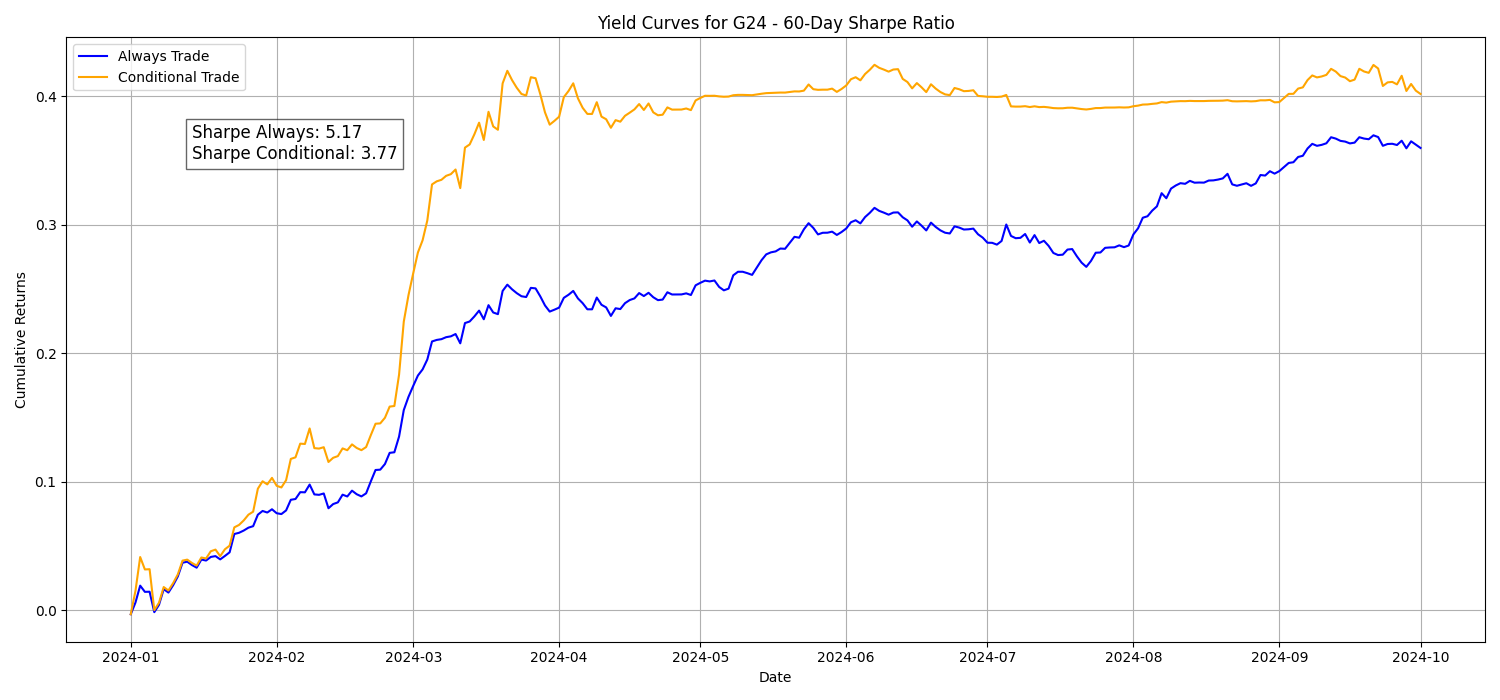 Yield Curves for G24 - 60-Day Sharpe Ratio
Always Trade
Conditional Trade
Sharpe Always: 5.17
Sharpe Conditional: 3.77
Cumulative Returns
0.4
0.3
0.2
0.1
0.0
2024-01 2024-02 2024-03 2024-04 2024-05 2024-06 2024-07 2024-08 2024-09 2024-10
Date